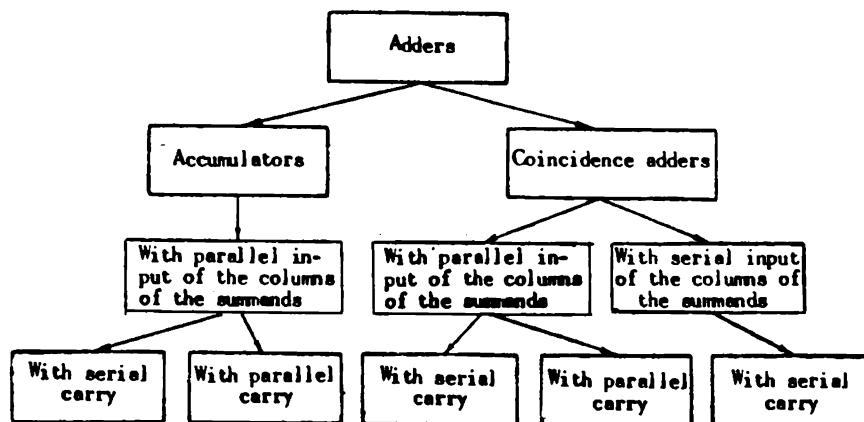 Adders
Accumulators
Coincidence adders
With parallel in-
put of the columns
of the summands
With parallel in-
put of the columns
of the summands
With serial input
of the columns of
the summands
With serial
carry
With parallel
carry
With serial
carry
With parallel
carry
With serial
carry